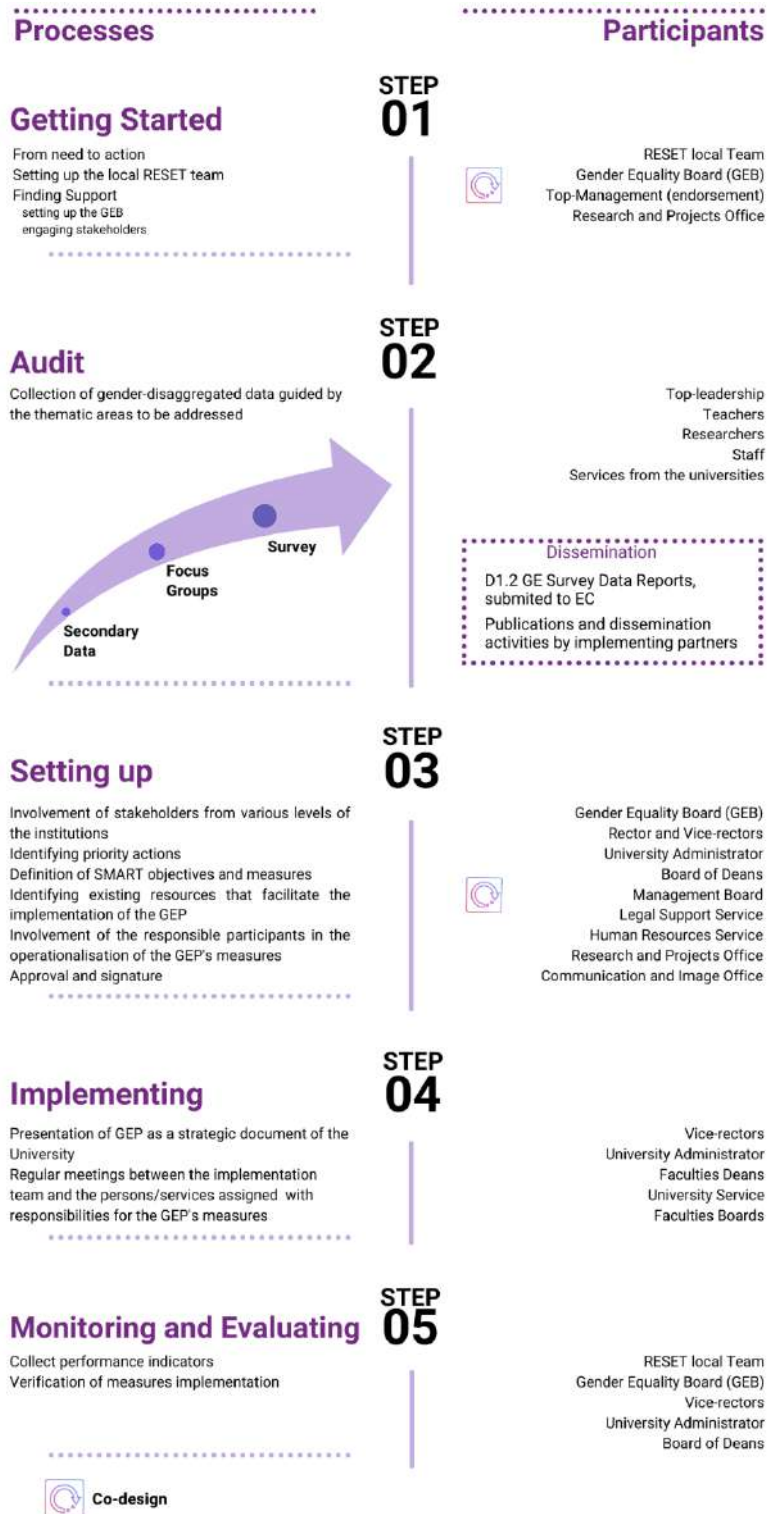 Processes
Participants
STEP
01
Getting Started
From need to action
Setting up the local RESET team
Finding Support
setting up the GEB
engaging stakeholders
RESET local Team
Gender Equality Board (GEB)
Top-Management (endorsement)
Research and Projects Office
STEP
02
Audit
Collection of gender-disaggregated data guided by
the thematic areas to be addressed
Survey
Focus
Groups
Secondary
Data
Top-leadership
Teachers
Researchers
Staff
Services from the universities
Dissemination
D1.2 GE Survey Data Reports,
submited to EC
Publications and dissemination
activities by implementing partners
STEP
03
Setting up
Involvement of stakeholders from various levels of
the institutions
Identifying priority actions
Definition of SMART objectives and measures
Identifying existing resources that facilitate the
implementation of the GEP
Involvement of the responsible participants in the
operationalisation of the GEP's measures
Approval and signature
Gender Equality Board (GEB)
Rector and Vice-rectors
University Administrator
Board of Deans
Management Board
Legal Support Service
Human Resources Service
Research and Projects Office
Communication and Image Office
STEP
04
Implementing
Presentation of GEP as a strategic document of the
University
Regular meetings between the implementation
team and the persons/services assigned with
responsibilities for the GEP's measures
Vice-rectors
University Administrator
Faculties Deans
University Service
Faculties Boards
STEP
05
Monitoring and Evaluating
Collect performance indicators
Verification of measures implementation
RESET local Team
Gender Equality Board (GEB)
Vice-rectors
University Administrator
Board of Deans
Co-design